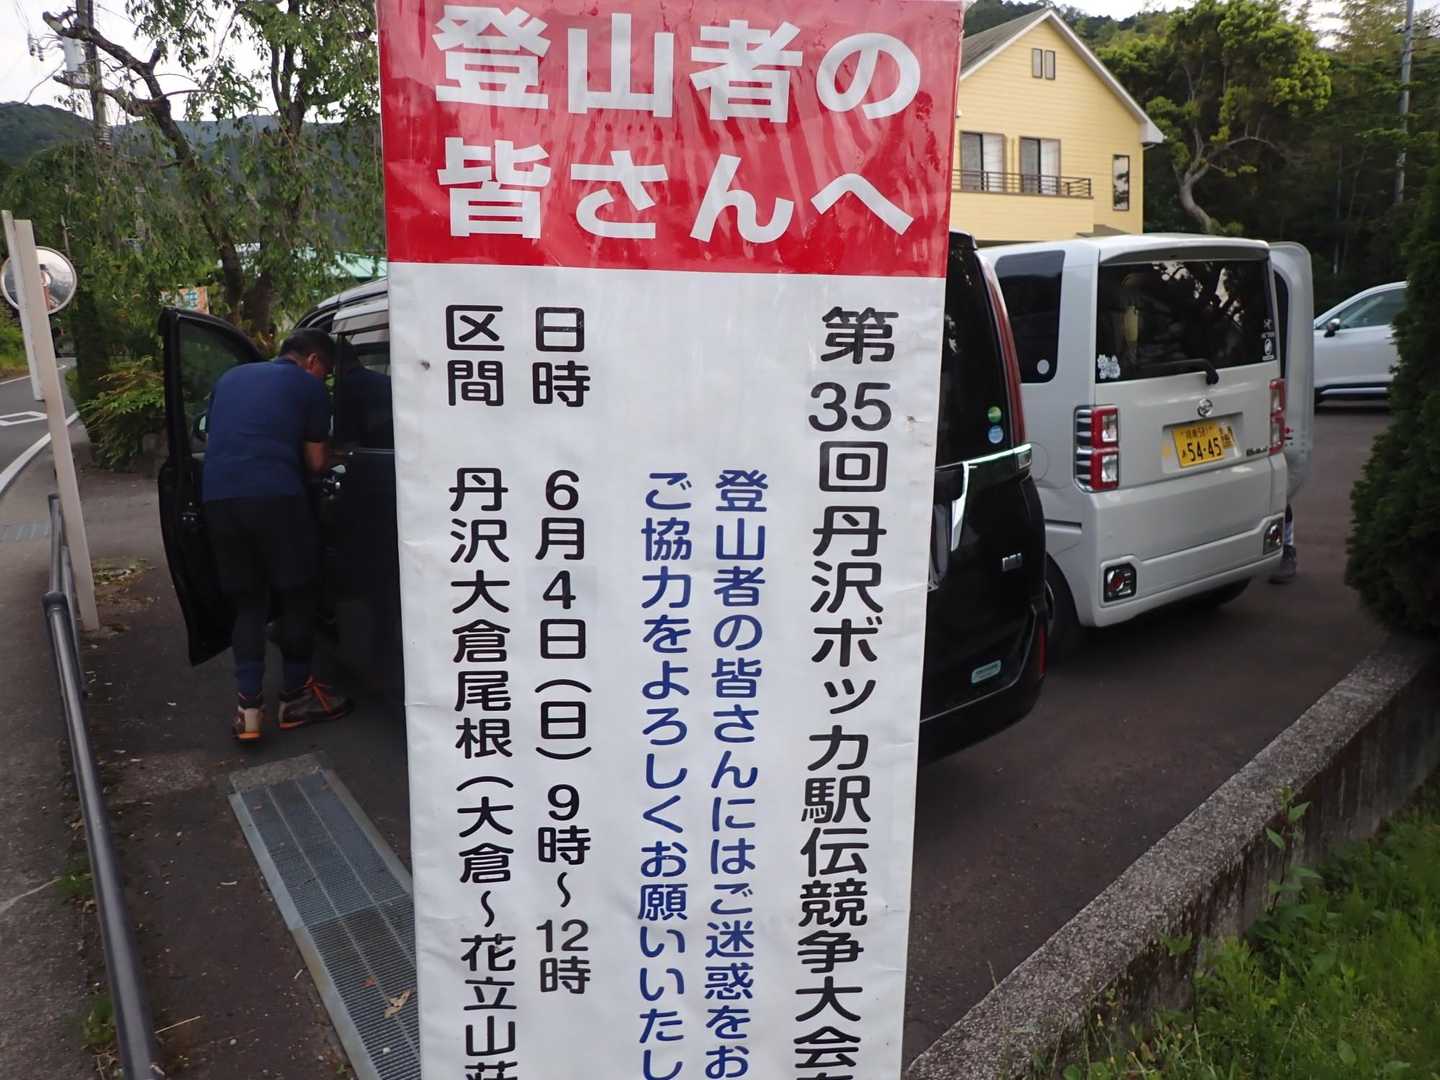 登山者の
皆さんへ
第35回丹沢ボッカ駅伝競争大会
登山者の皆さんにはご迷惑をお
ご協力をよろしくお願いいたし
日時 6月4日(日)9時~12時
区間 丹沢大倉尾根(大倉~花立山荘
54-45